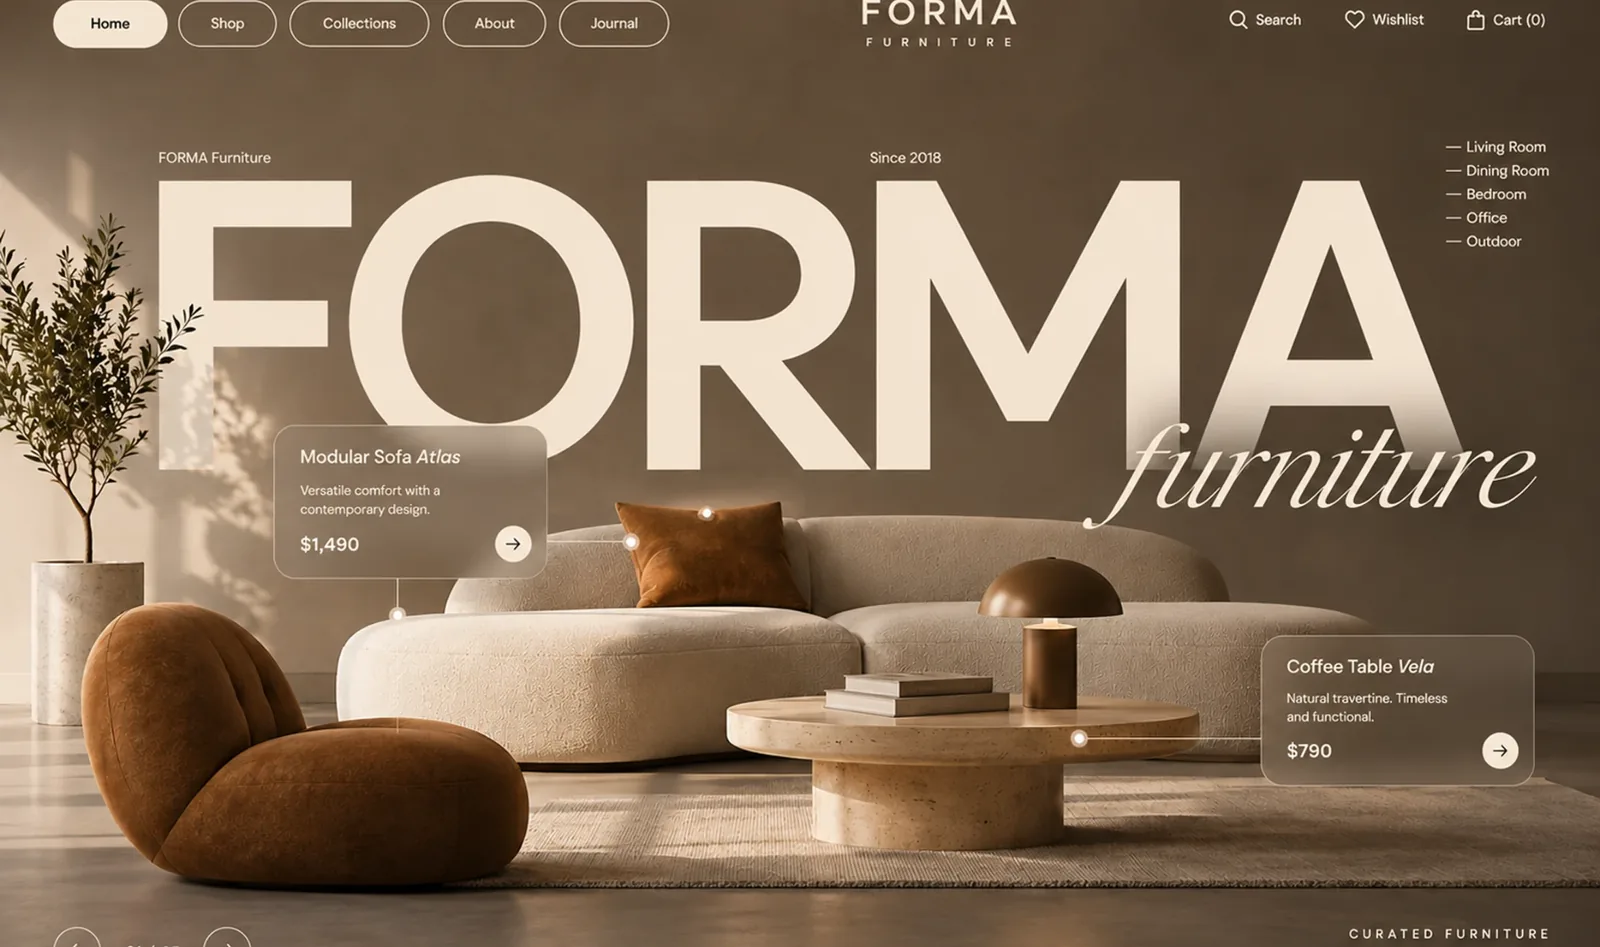 Home
Shop
Collections
About
Journal
FORMA
FURNITURE
Search
Wishlist
Cart (0)
FORMA Furniture
Since 2018
— Living Room
— Dining Room
— Bedroom
— Office
— Outdoor
FORMA
furniture
Modular Sofa Atlas
Versatile comfort with a
contemporary design.
$1,490
Coffee Table Vela
Natural travertine. Timeless
and functional.
$790
CURATED FURNITURE